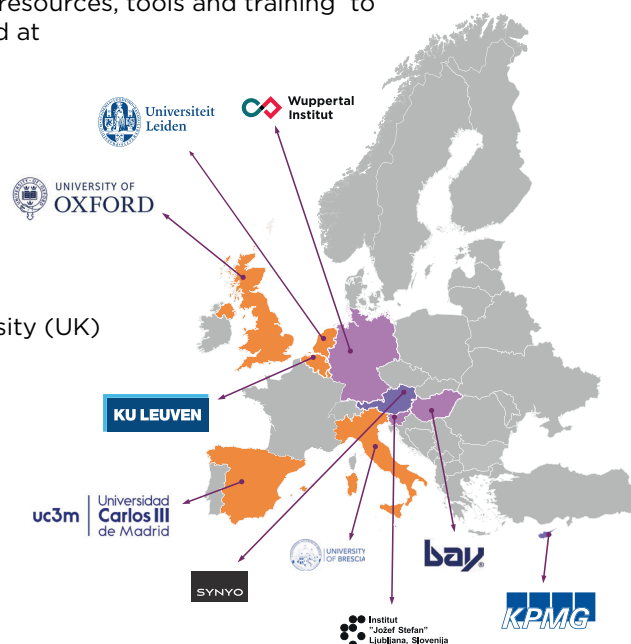 resources, tools and training to
d at
Universiteit
Leiden
Wuppertal
Institut
UNIVERSITY OF
OXFORD
sity (UK)
KU LEUVEN
uc3m
Universidad
Carlos III
de Madrid
UNIVERSITY
OF BRESCIA
bay
SYNYO
KPMG
Institut
"Jožef Stefan"
Ljubljana, Slovenija